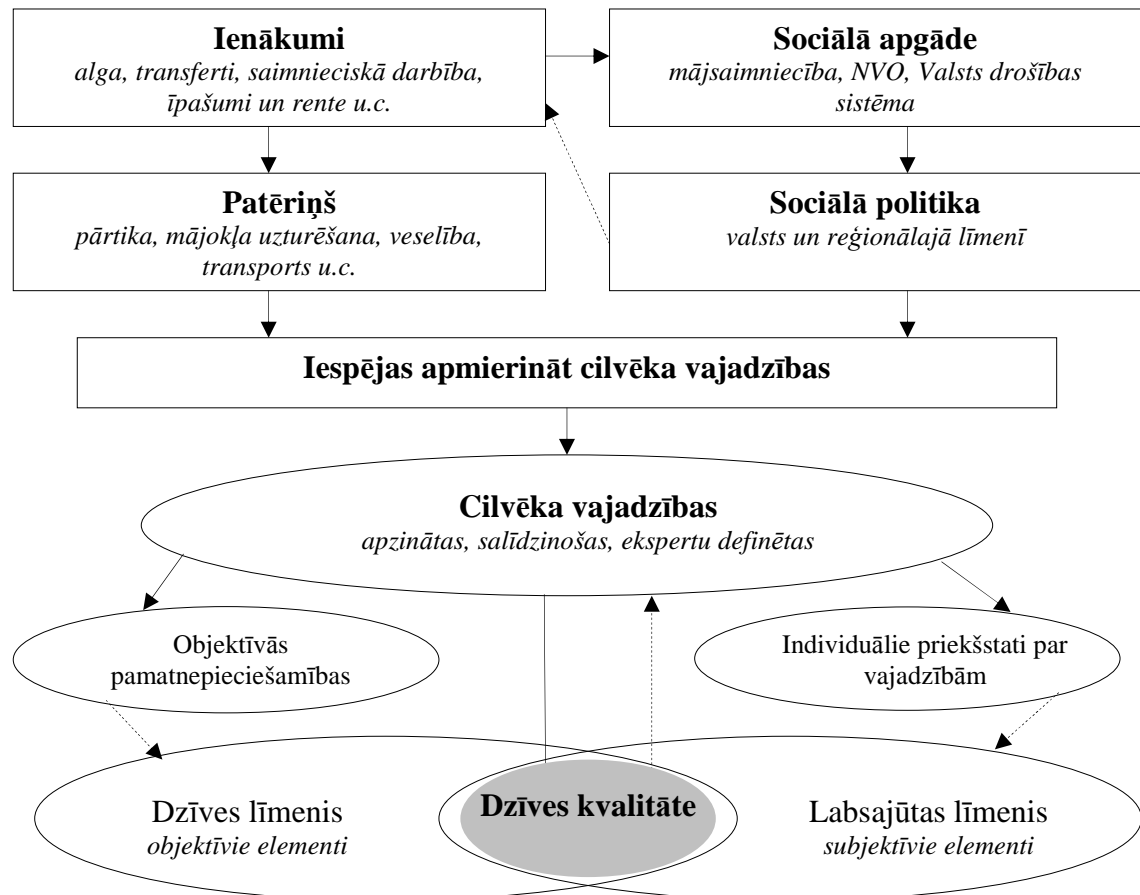 Ienākumi
alga, transferti, saimnieciskā darbība,
īpašumi un rente u.c.
Sociālā apgāde
mājsaimniecība, NVO, Valsts drošības
sistēma
Patēriņš
pārtika, mājokļa uzturēšana, veselība,
transports u.c.
Sociālā politika
valsts un reģionālajā līmenī
Iespējas apmierināt cilvēka vajadzības
Cilvēka vajadzības
apzinātas, salīdzinošas, ekspertu definētas
Objektīvās
pamatnepieciešamības
Individuālie priekšstati par
vajadzībām
Dzīves līmenis
objektīvie elementi
Dzīves kvalitāte
Labsajūtas līmenis
subjektīvie elementi